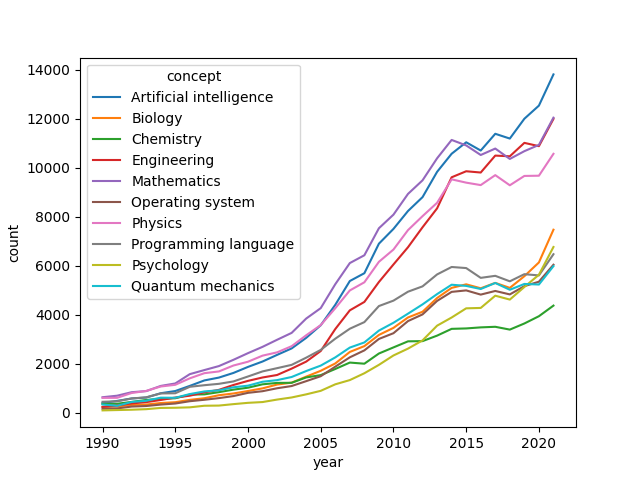 14000
12000
10000
8000
6000
4000
2000
0
count
concept
Artificial intelligence
Biology
Chemistry
Engineering
Mathematics
Operating system
Physics
Programming language
Psychology
Quantum mechanics
1990 1995 2000 2005 2010 2015 2020
year